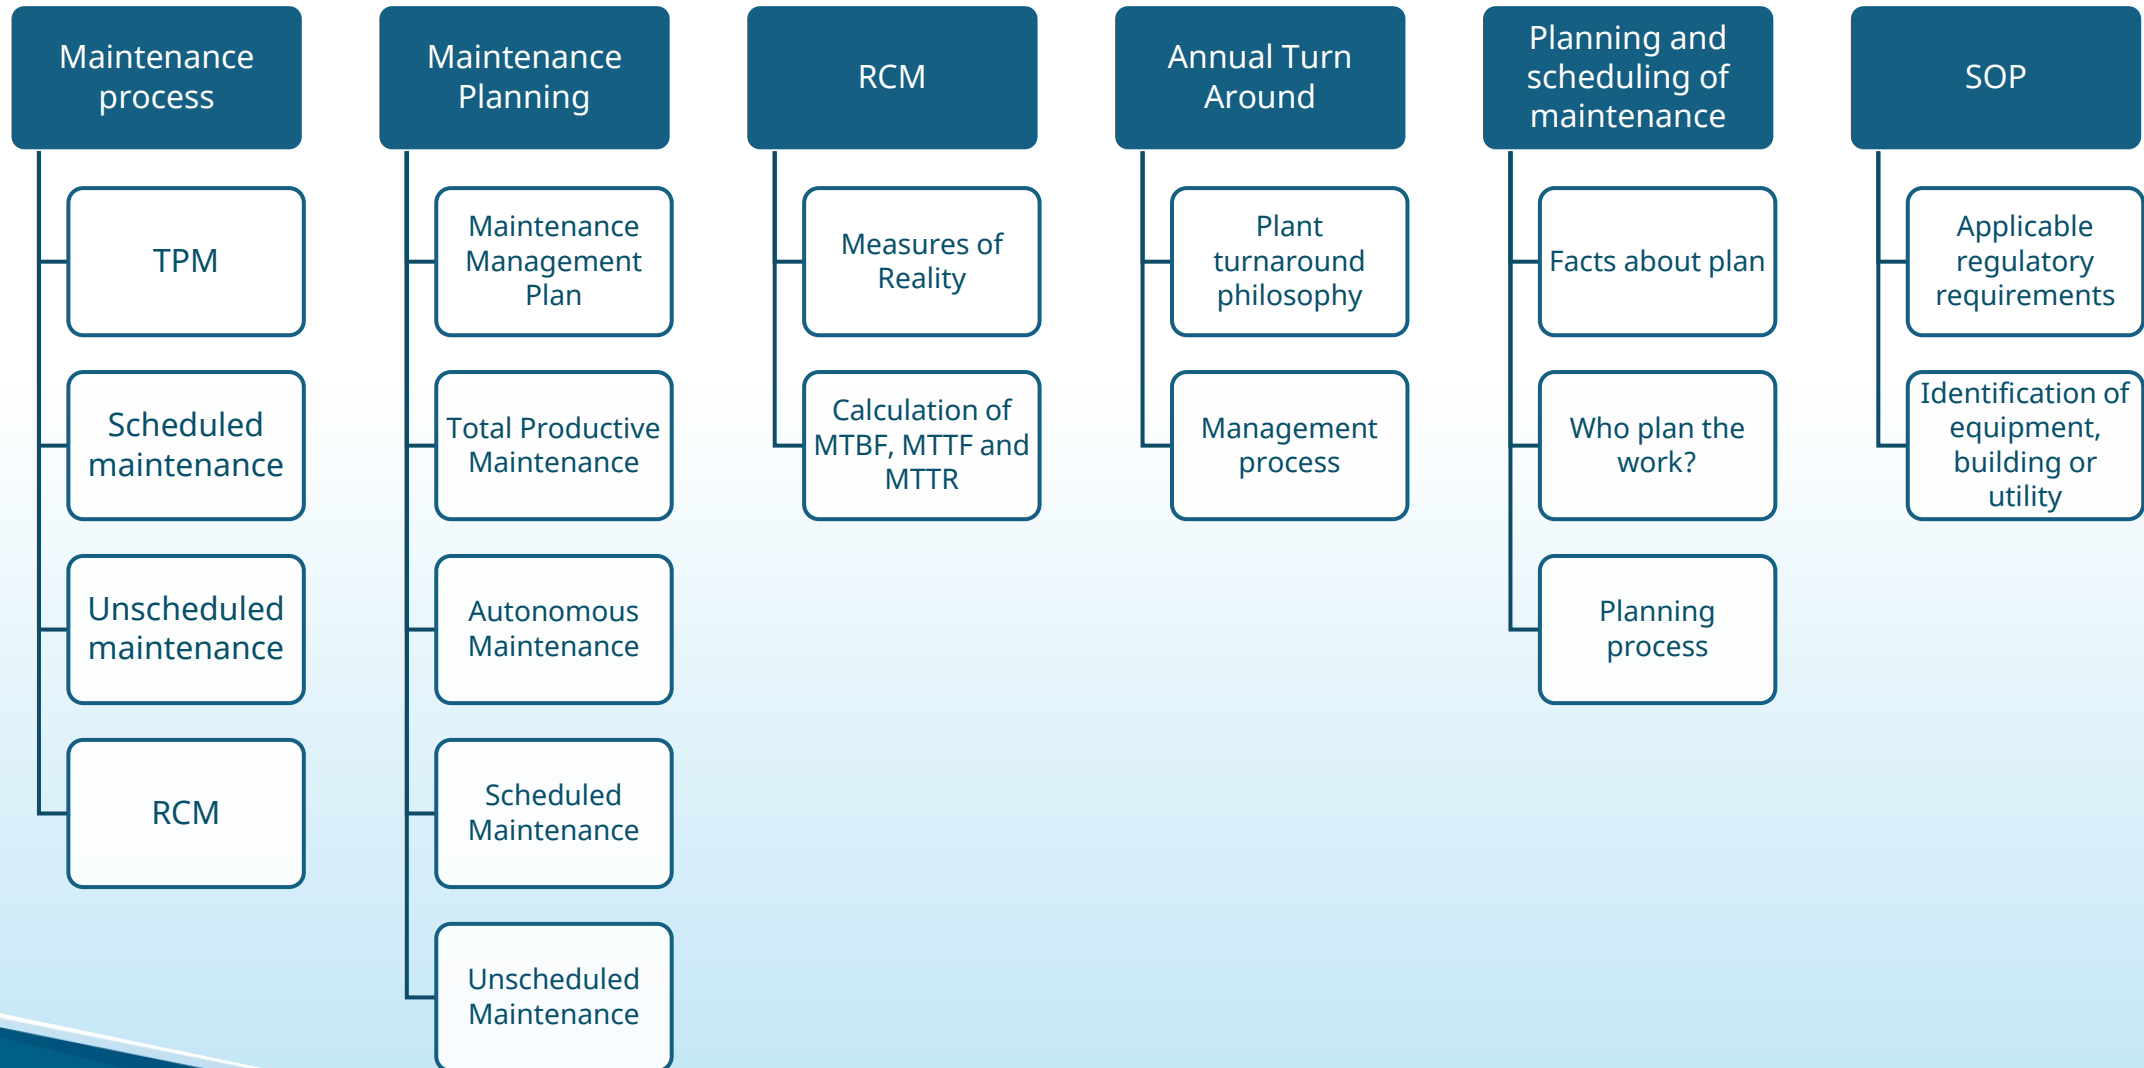 Maintenance
process
TPM
Scheduled
maintenance
Unscheduled
maintenance
RCM
Maintenance
Planning
Maintenance
Management
Plan
Total Productive
Maintenance
Autonomous
Maintenance
Scheduled
Maintenance
Unscheduled
Maintenance
RCM
Measures of
Reality
Calculation of
MTBF, MTTF and
MTTR
Annual Turn
Around
Plant
turnaround
philosophy
Management
process
Planning and
scheduling of
maintenance
Facts about plan
Who plan the
work?
Planning
process
SOP
Applicable
regulatory
requirements
Identification of
equipment,
building or
utility